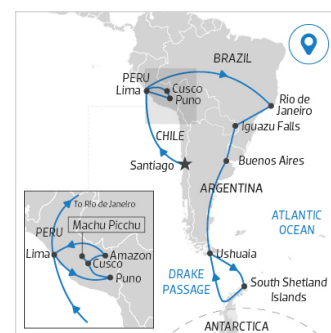 BRAZIL
PERU
Lima
Cusco
Puno
Rio de
Janeiro
Iguazu Falls
CHILE
Santiago
Buenos Aires
ARGENTINA
ATLANTIC
OCEAN
Ushuaia
DRAKE
PASSAGE
South Shetland
Islands
ANTARCTICA
To Rio de Janeiro
Machu Picchu
PERU
Lima
Amazon
Cusco
Puno